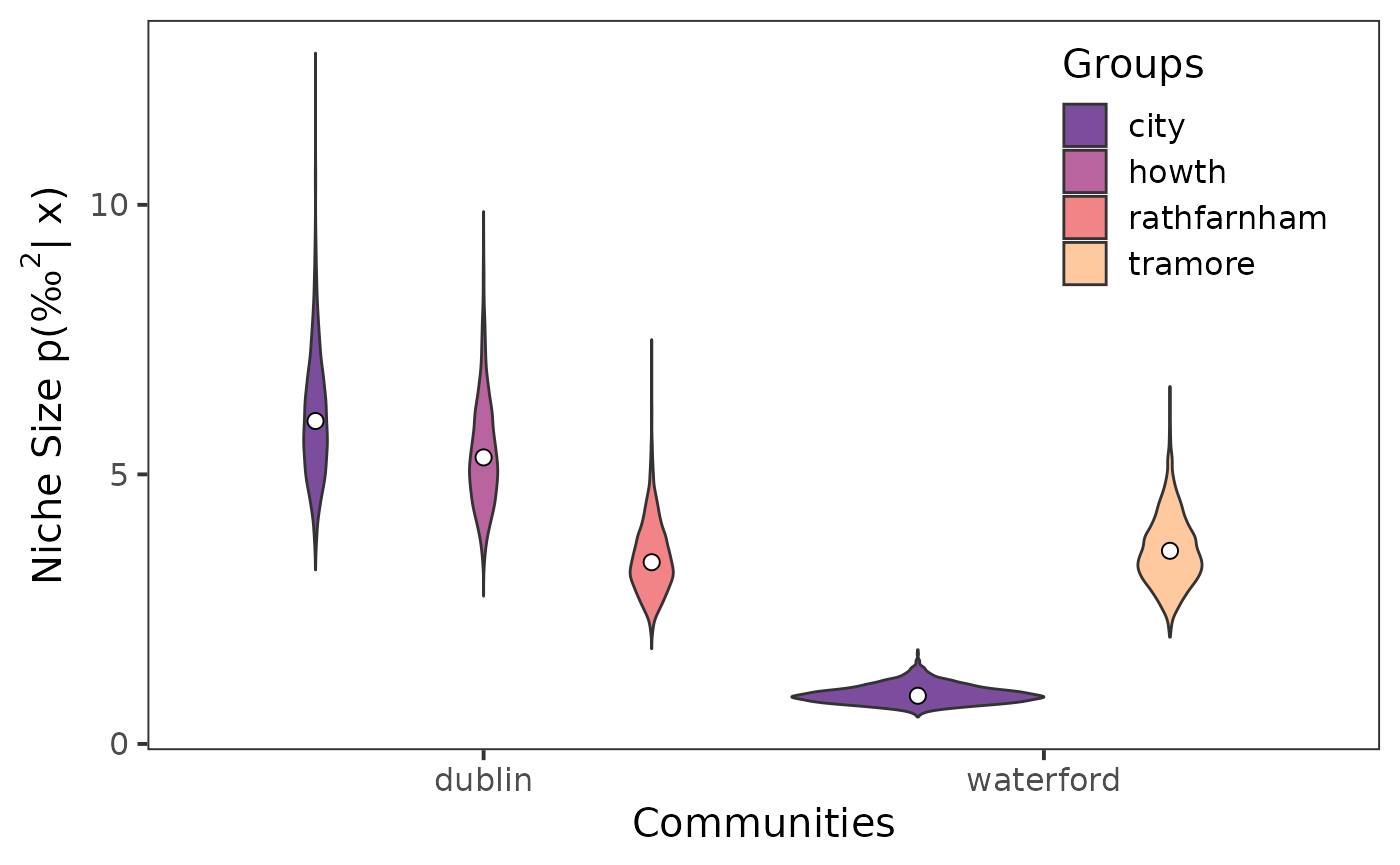 Niche Size p(‰²| x)
10
5
0
Groups
city
howth
rathfarnham
tramore
dublin
waterford
Communities